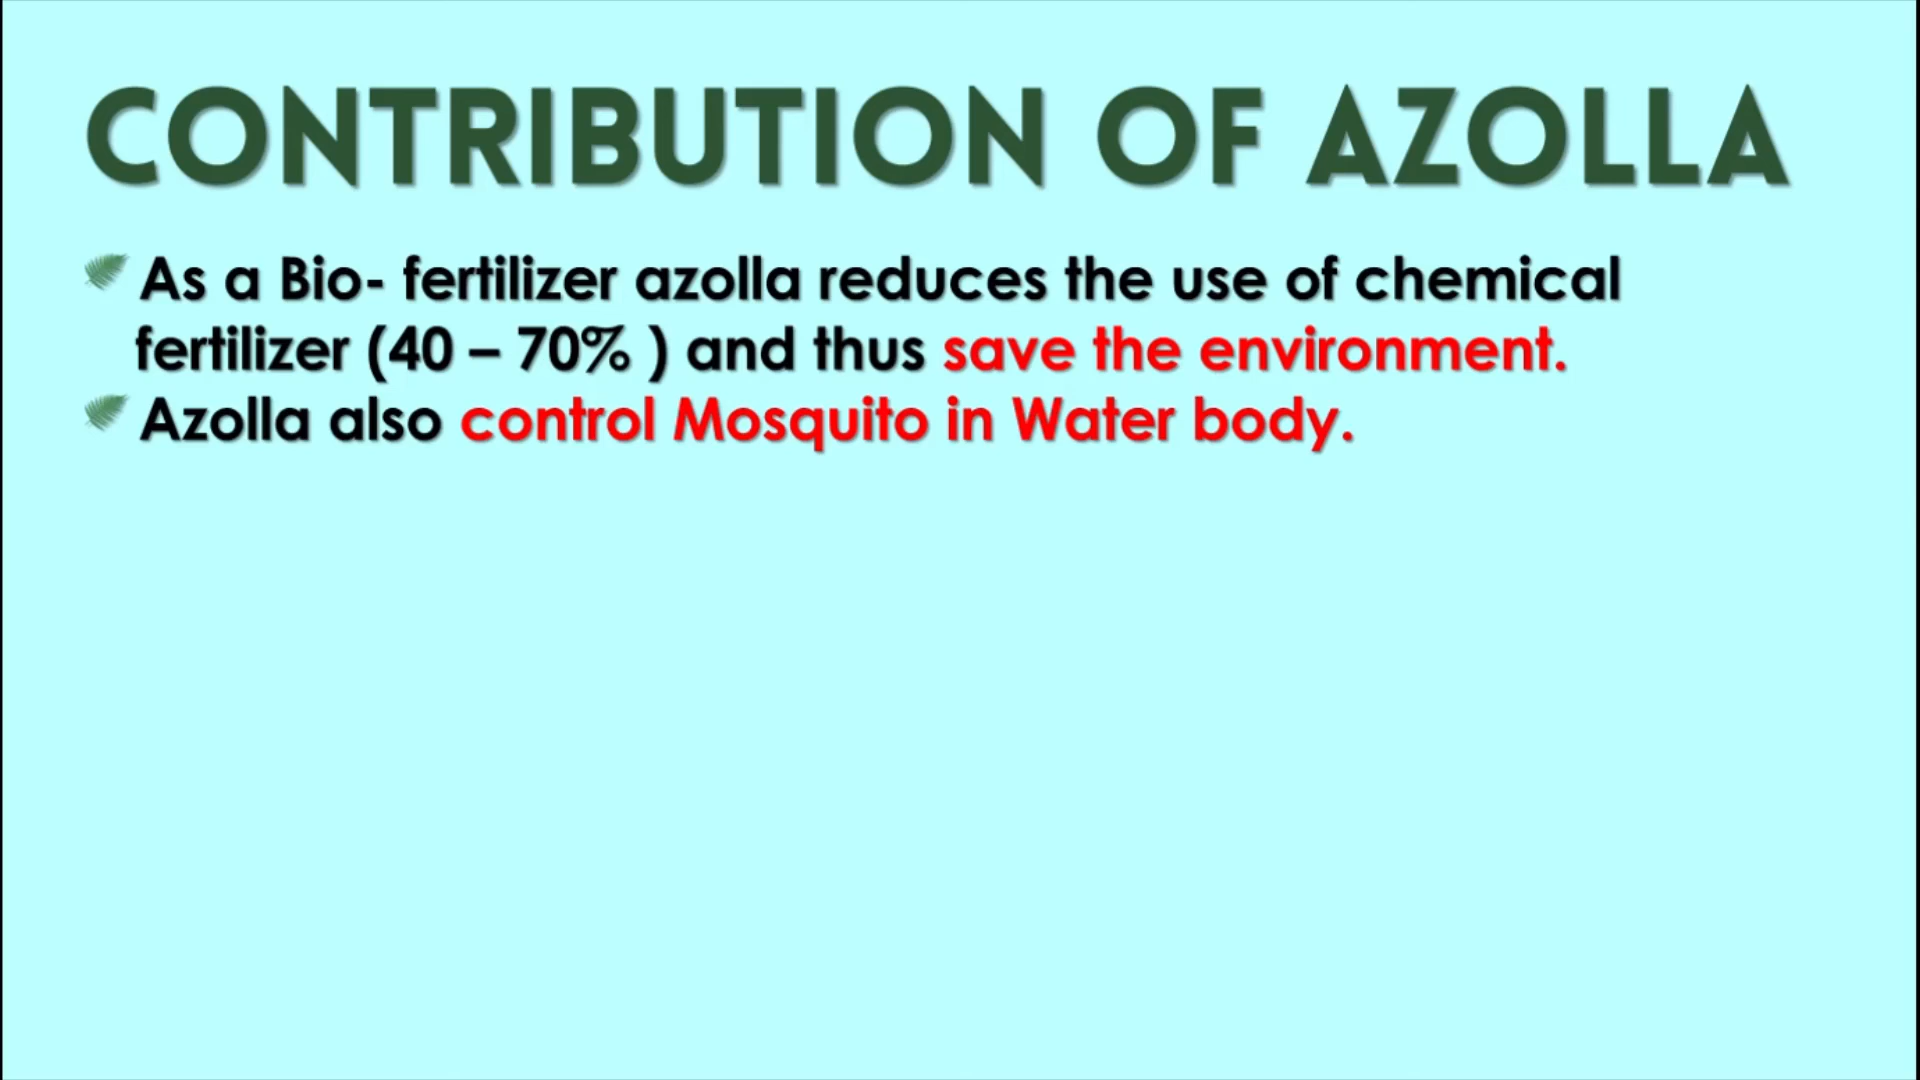 CONTRIBUTION OF AZOLLA
As a Bio- fertilizer azolla reduces the use of chemical
fertilizer (40 – 70% ) and thus save the environment.
Azolla also control Mosquito in Water body.